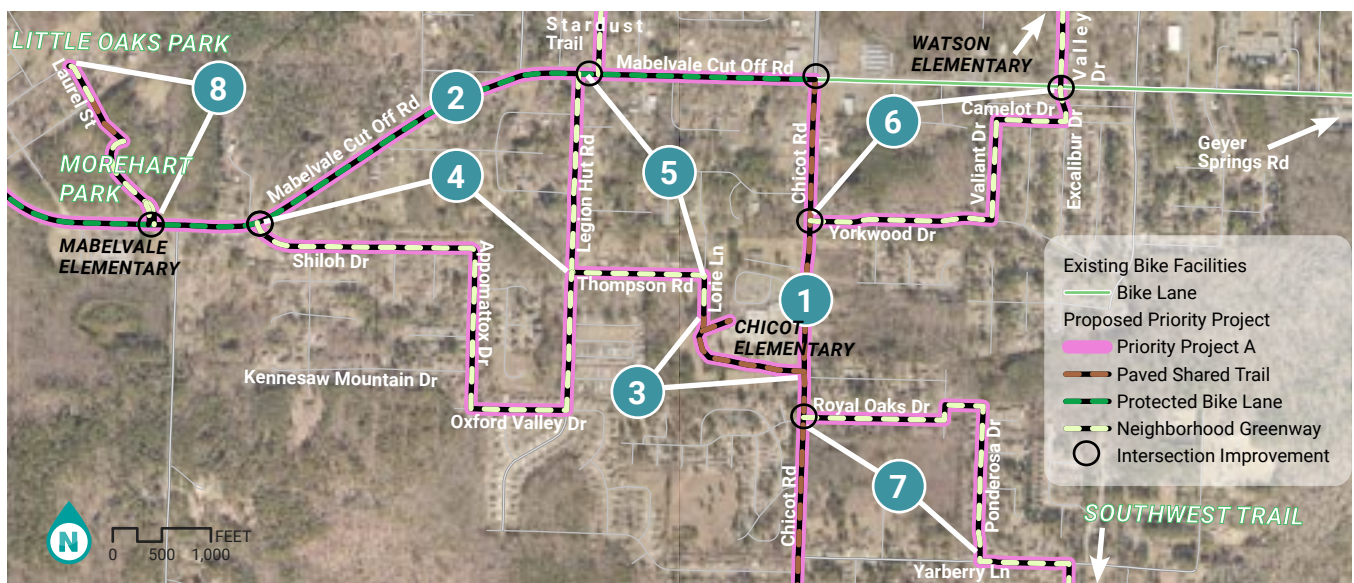 LITTLE OAKS PARK
Laurel St
8
MOREHART
PARK
MABELVALE
ELEMENTARY
Mabelvale Cut Off Rd
2
Stardust
Trail
Mabelvale Cut Off Rd
WATSON
ELEMENTARY
Valley
Dr
Camelot Dr
Excalibur Dr
Valiant Dr
Geyer
Springs Rd
6
Chicot Rd
Yorkwood Dr
5
4
Legion Hut Rd
Shiloh Dr
Appomattox Dr
Thompson Rd
Lorie Ln
1
CHICOT
ELEMENTARY
Kennesaw Mountain Dr
Oxford Valley Dr
3
Royal Oaks Dr
Chicot Rd
7
Ponderosa Dr
Yarberry Ln
SOUTHWEST TRAIL
Existing Bike Facilities
Bike Lane
Proposed Priority Project
Priority Project A
Paved Shared Trail
Protected Bike Lane
Neighborhood Greenway
Intersection Improvement
N
FEET
0 500 1,000